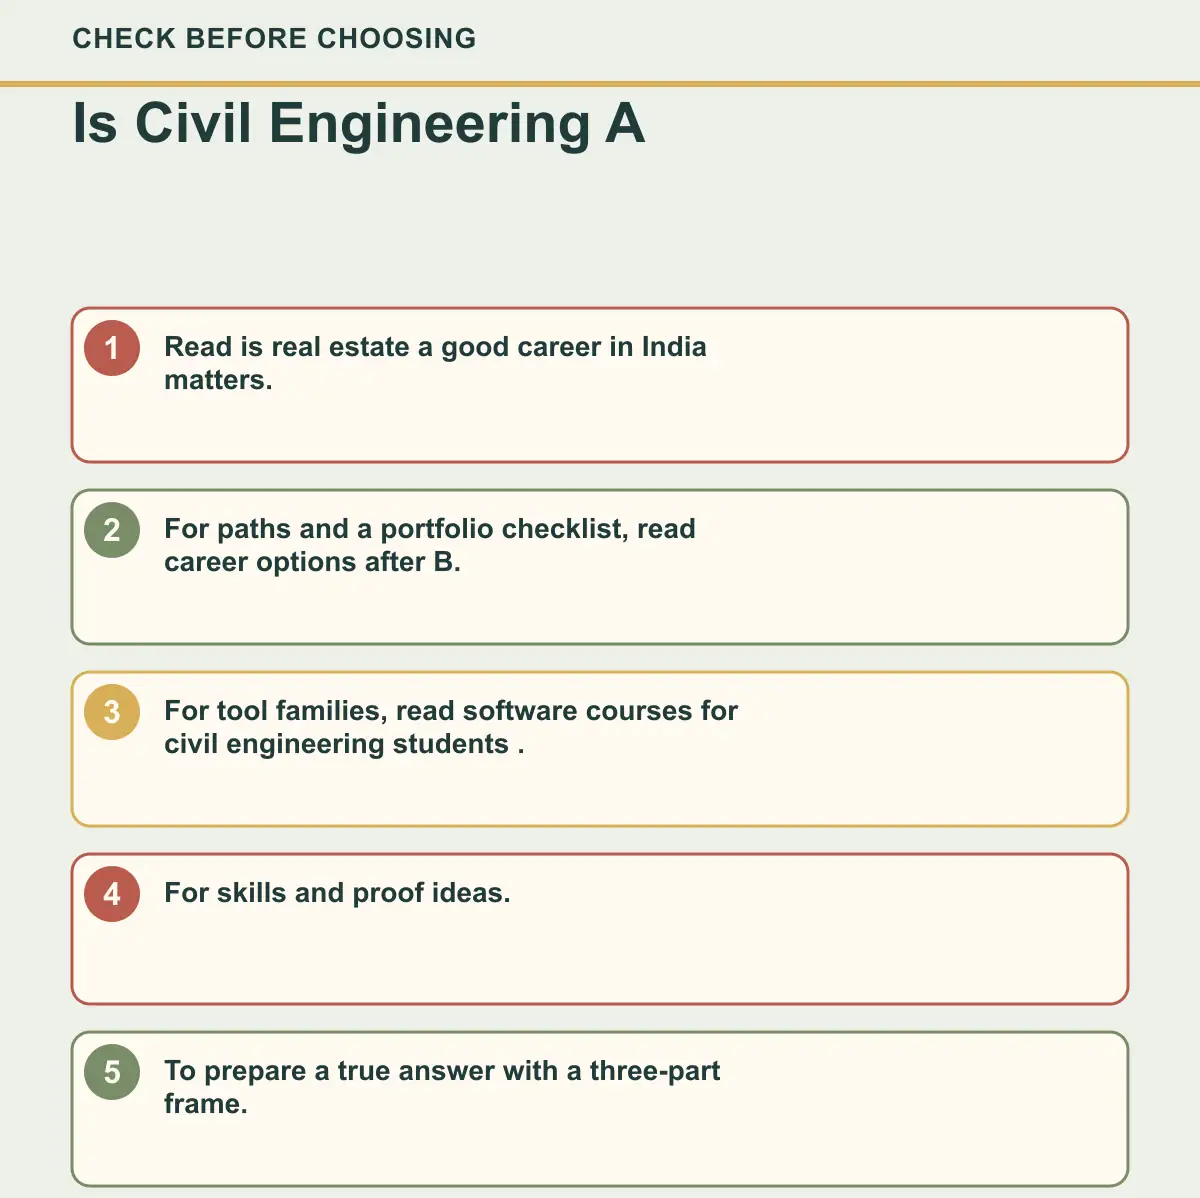 CHECK BEFORE CHOOSING
Is Civil Engineering A
1
Read is real estate a good career in India
matters.
2
For paths and a portfolio checklist, read
career options after B.
3
For tool families, read software courses for
civil engineering students .
4
For skills and proof ideas.
5
To prepare a true answer with a three-part
frame.